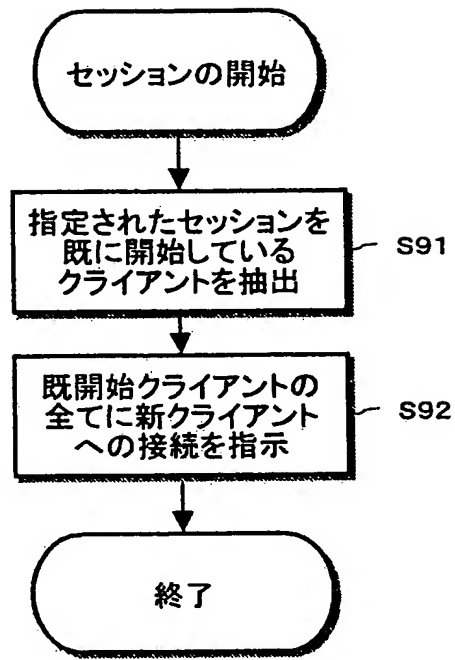 セッションの開始
指定されたセッションを
既に開始している
クライアントを抽出
S91
既開始クライアントの
全てに新クライアント
への接続を指示
S92
終了